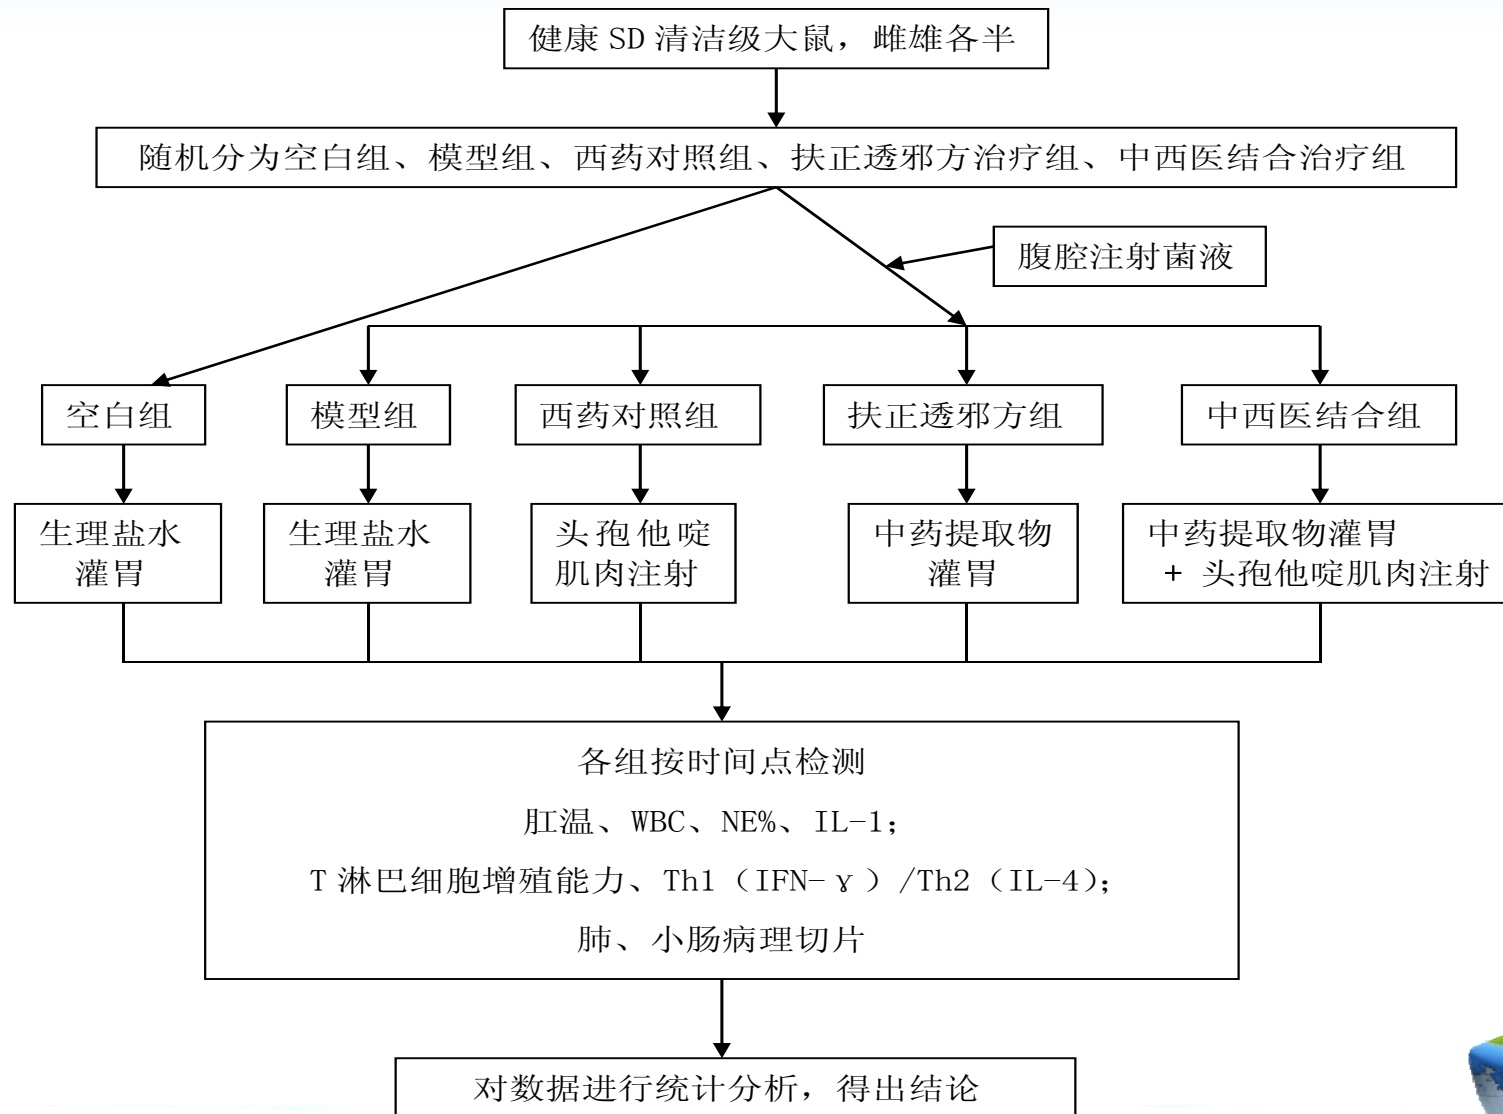 健康 SD 清洁级大鼠，雌雄各半
随机分为空白组、模型组、西药对照组、扶正透邪方治疗组、中西医结合治疗组
腹腔注射菌液
空白组
模型组
西药对照组
扶正透邪方组
中西医结合组
生理盐水
灌胃
生理盐水
灌胃
头孢他啶
肌肉注射
中药提取物
灌胃
中药提取物灌胃
+ 头孢他啶肌肉注射
各组按时间点检测
肛温、WBC、NE%、IL-1；
T 淋巴细胞增殖能力、Th1（IFN-γ）/Th2（IL-4）；
肺、小肠病理切片
对数据进行统计分析，得出结论